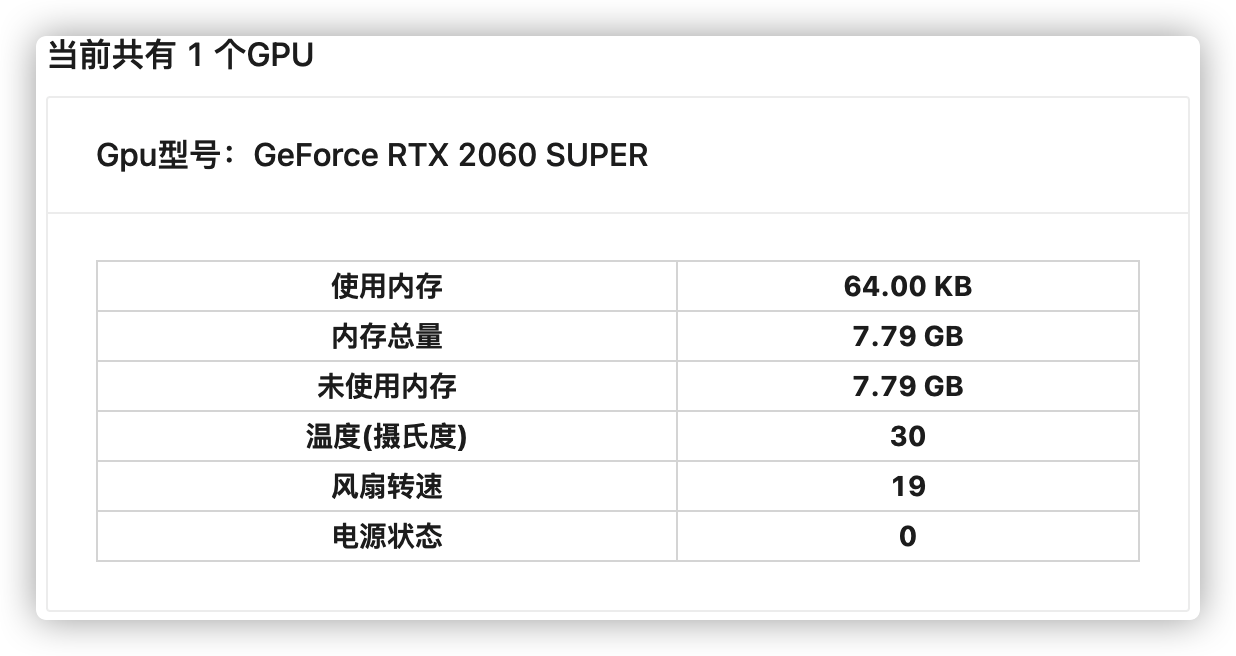 当前共有 1 个GPU
Gpu型号：GeForce RTX 2060 SUPER
使用内存 64.00 KB
内存总量 7.79 GB
未使用内存 7.79 GB
温度(摄氏度) 30
风扇转速 19
电源状态 0